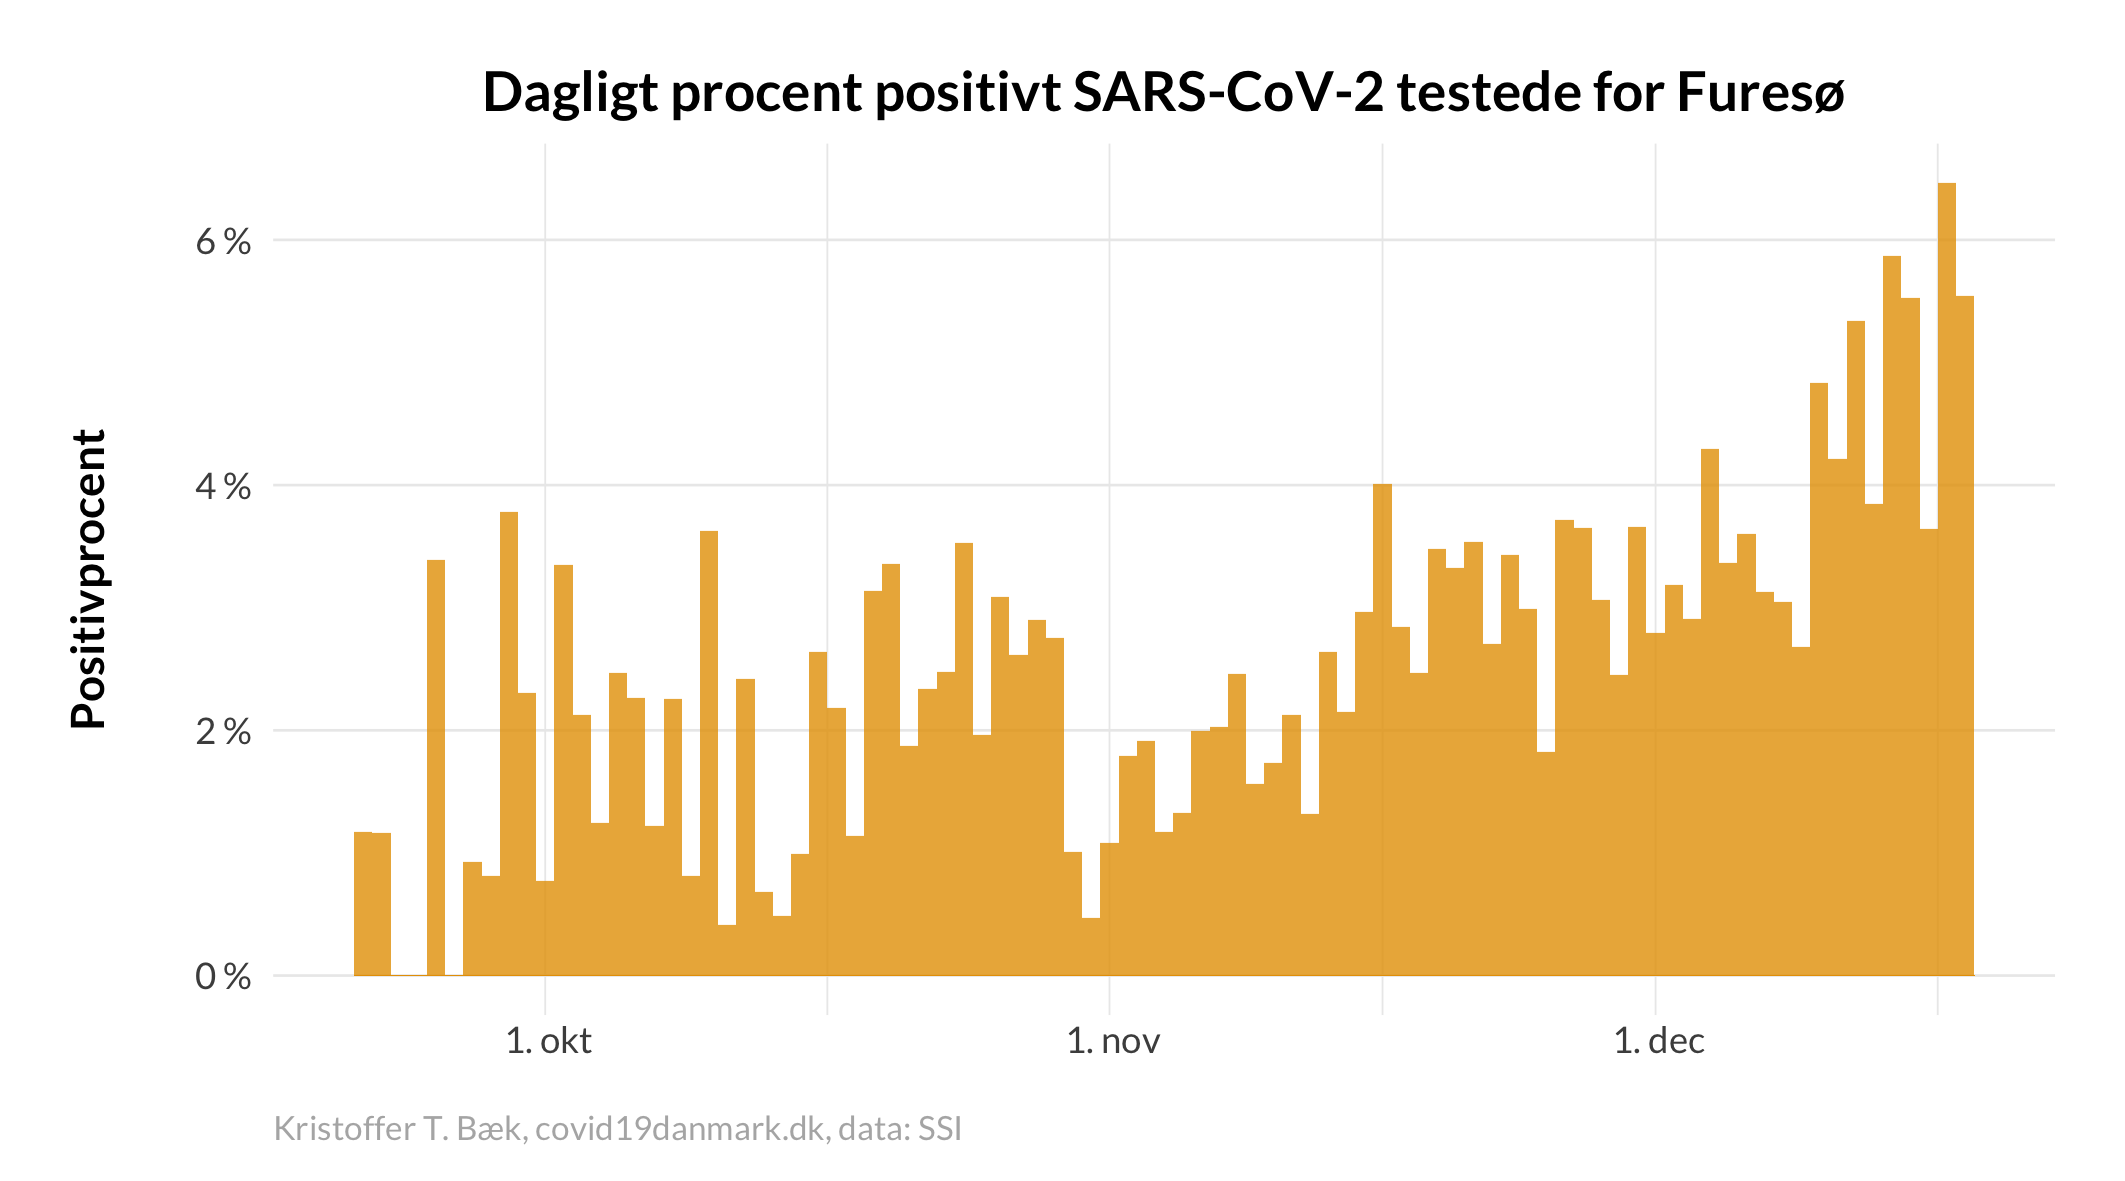 Dagligt procent positivt SARS-CoV-2 testede for Furesø
Positivprocent
6 %
4 %
2 %
0 %
1. okt
1. nov
1. dec
Kristoffer T. Bæk, covid19danmark.dk, data: SSI